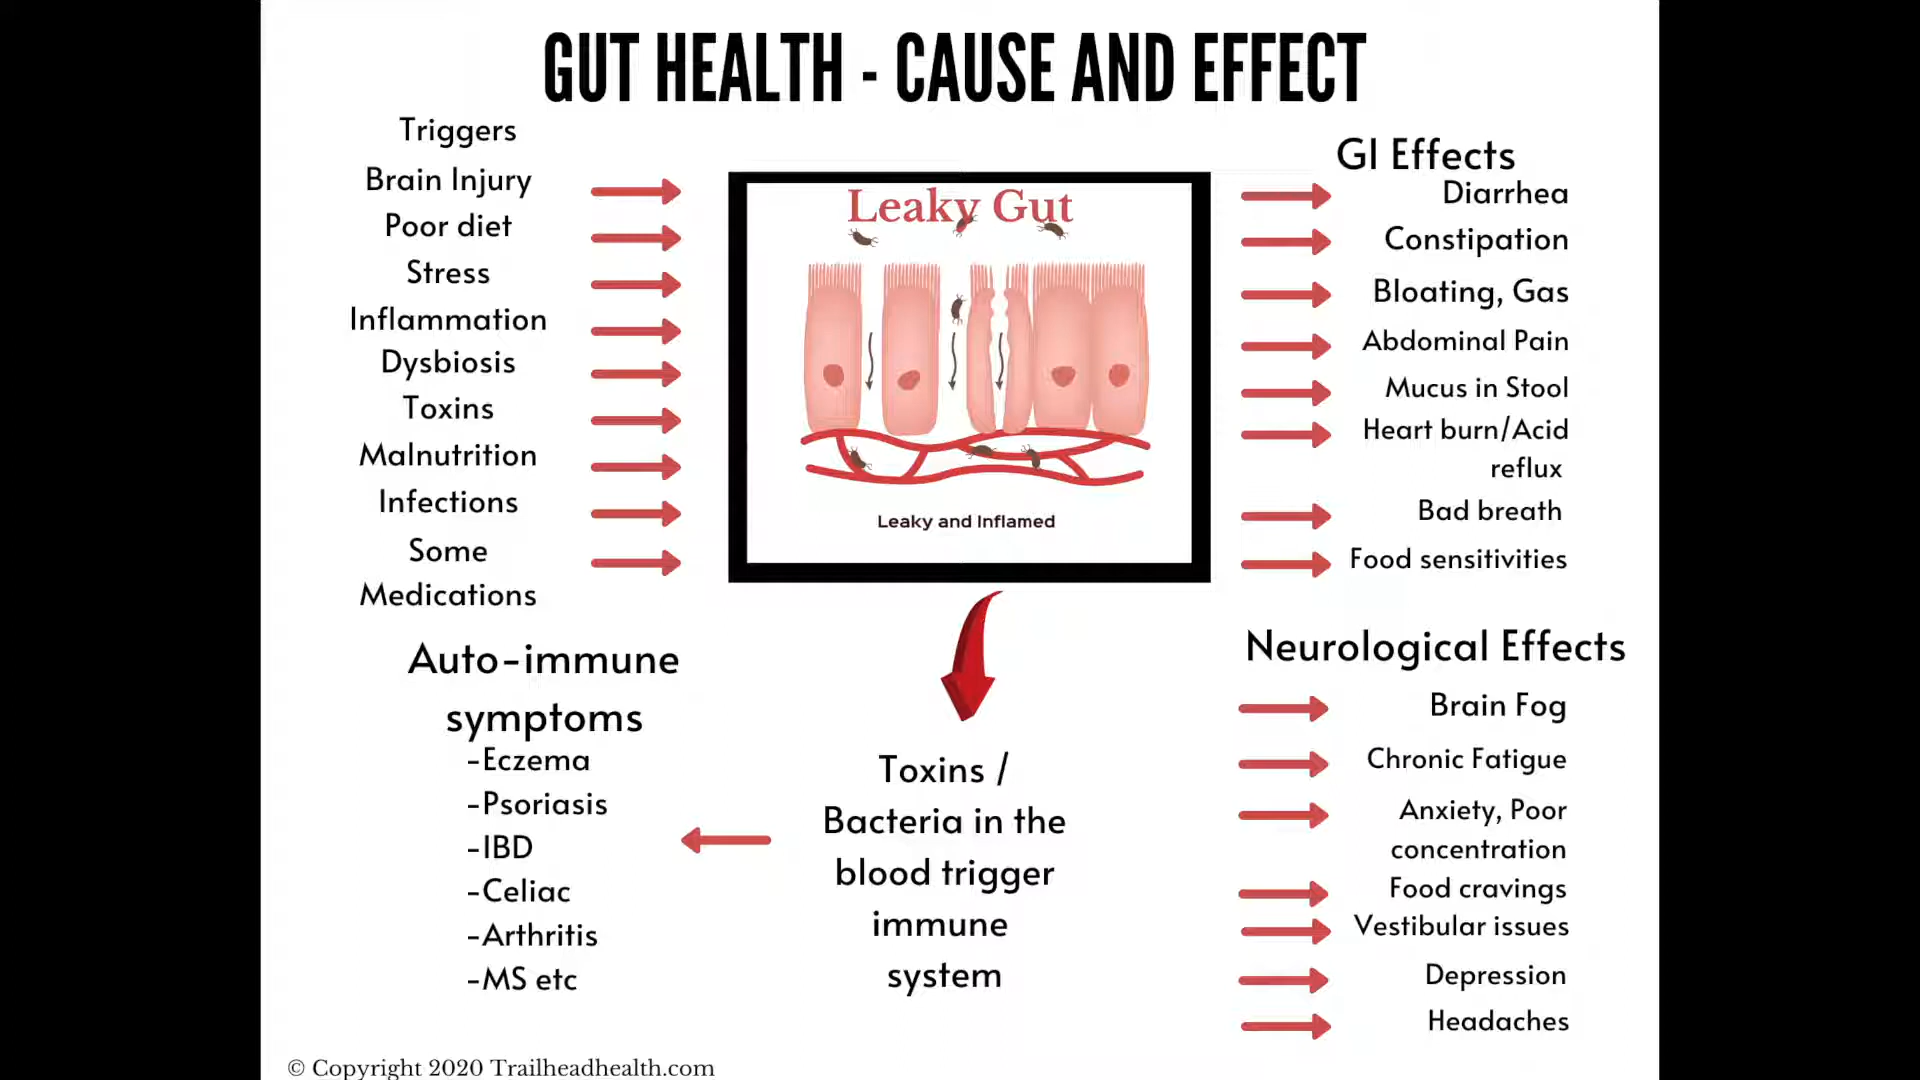 GUT HEALTH - CAUSE AND EFFECT
Triggers
Brain Injury
Poor diet
Stress
Inflammation
Dysbiosis
Toxins
Malnutrition
Infections
Some
Medications
Leaky Gut
Leaky and Inflamed
GI Effects
Diarrhea
Constipation
Bloating, Gas
Abdominal Pain
Mucus in Stool
Heart burn/Acid
reflux
Bad breath
Food sensitivities
Auto-immune
symptoms
-Eczema
-Psoriasis
-IBD
-Celiac
-Arthritis
-MS etc
Toxins /
Bacteria in the
blood trigger
immune
system
Neurological Effects
Brain Fog
Chronic Fatigue
Anxiety, Poor
concentration
Food cravings
Vestibular issues
Depression
Headaches
© Copyright 2020 Trailheadhealth.com